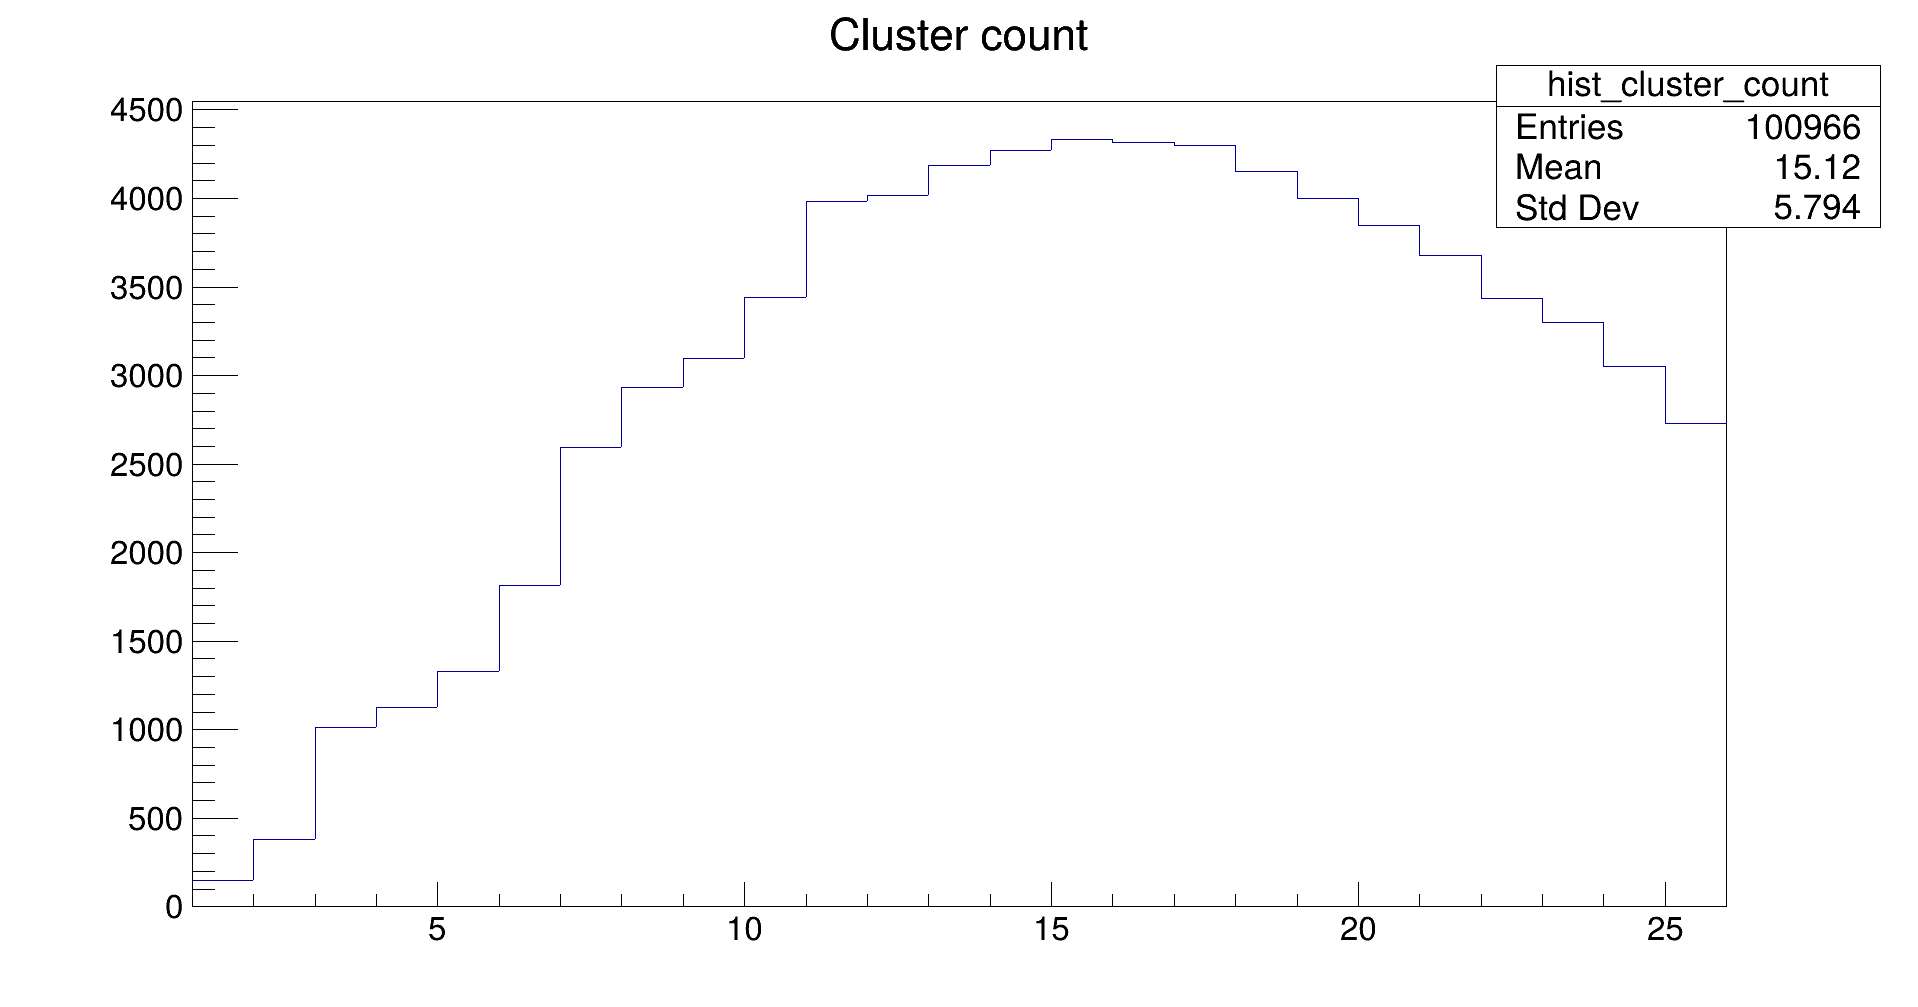 Cluster count
hist_cluster_count
Entries 100966
Mean 15.12
Std Dev 5.794
4500
4000
3500
3000
2500
2000
1500
1000
500
0
5 10 15 20 25